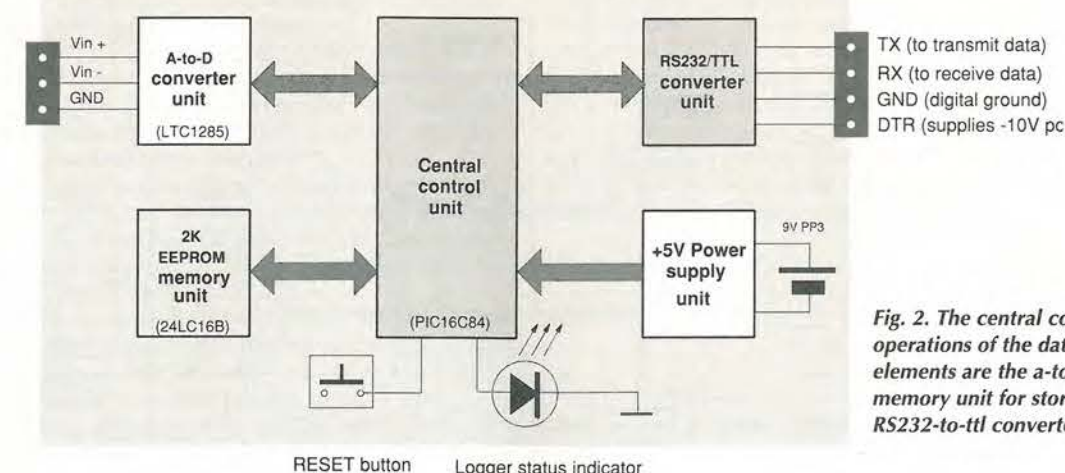 Vin +
Vin -
GND
A-to-D
converter
unit
(LTC1285)
2K
EEPROM
memory
unit
(24LC16B)
Central
control
unit
(PIC16C84)
RS232/TTL
converter
unit
TX (to transmit data)
RX (to receive data)
GND (digital ground)
DTR (supplies -10V pc
+5V Power
supply
unit
9V PP3
RESET button
Logger status indicator
Fig. 2. The central co
operations of the dat
elements are the a-to
memory unit for stor
RS232-to-ttl converte